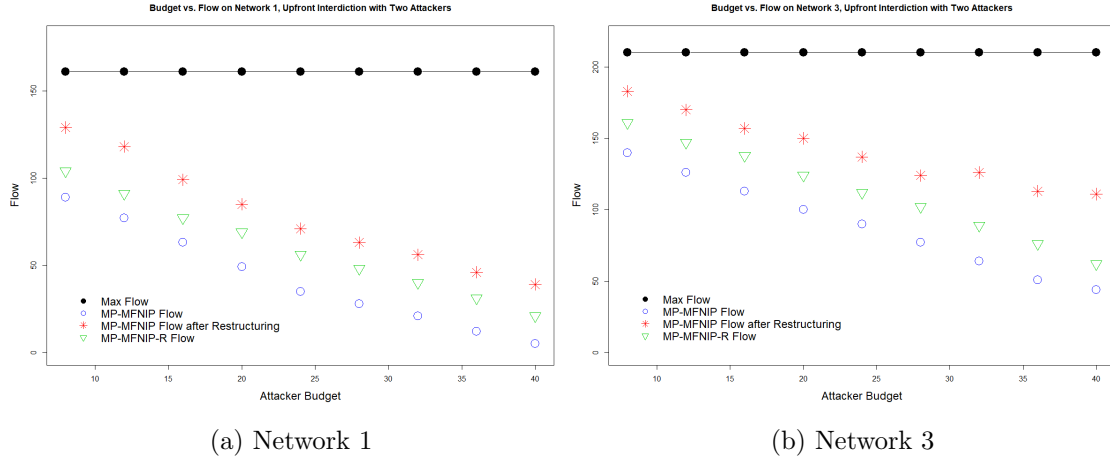 Budget vs. Flow on Network 1, Upfront Interdiction with Two Attackers
Flow
150
100
50
0
Max Flow
MP-MFNIP Flow
MP-MFNIP Flow after Restructuring
MP-MFNIP-R Flow
10 15 20 25 30 35 40
Attacker Budget
(a) Network 1
Budget vs. Flow on Network 3, Upfront Interdiction with Two Attackers
Flow
200
150
100
50
0
Max Flow
MP-MFNIP Flow
MP-MFNIP Flow after Restructuring
MP-MFNIP-R Flow
10 15 20 25 30 35 40
Attacker Budget
(b) Network 3